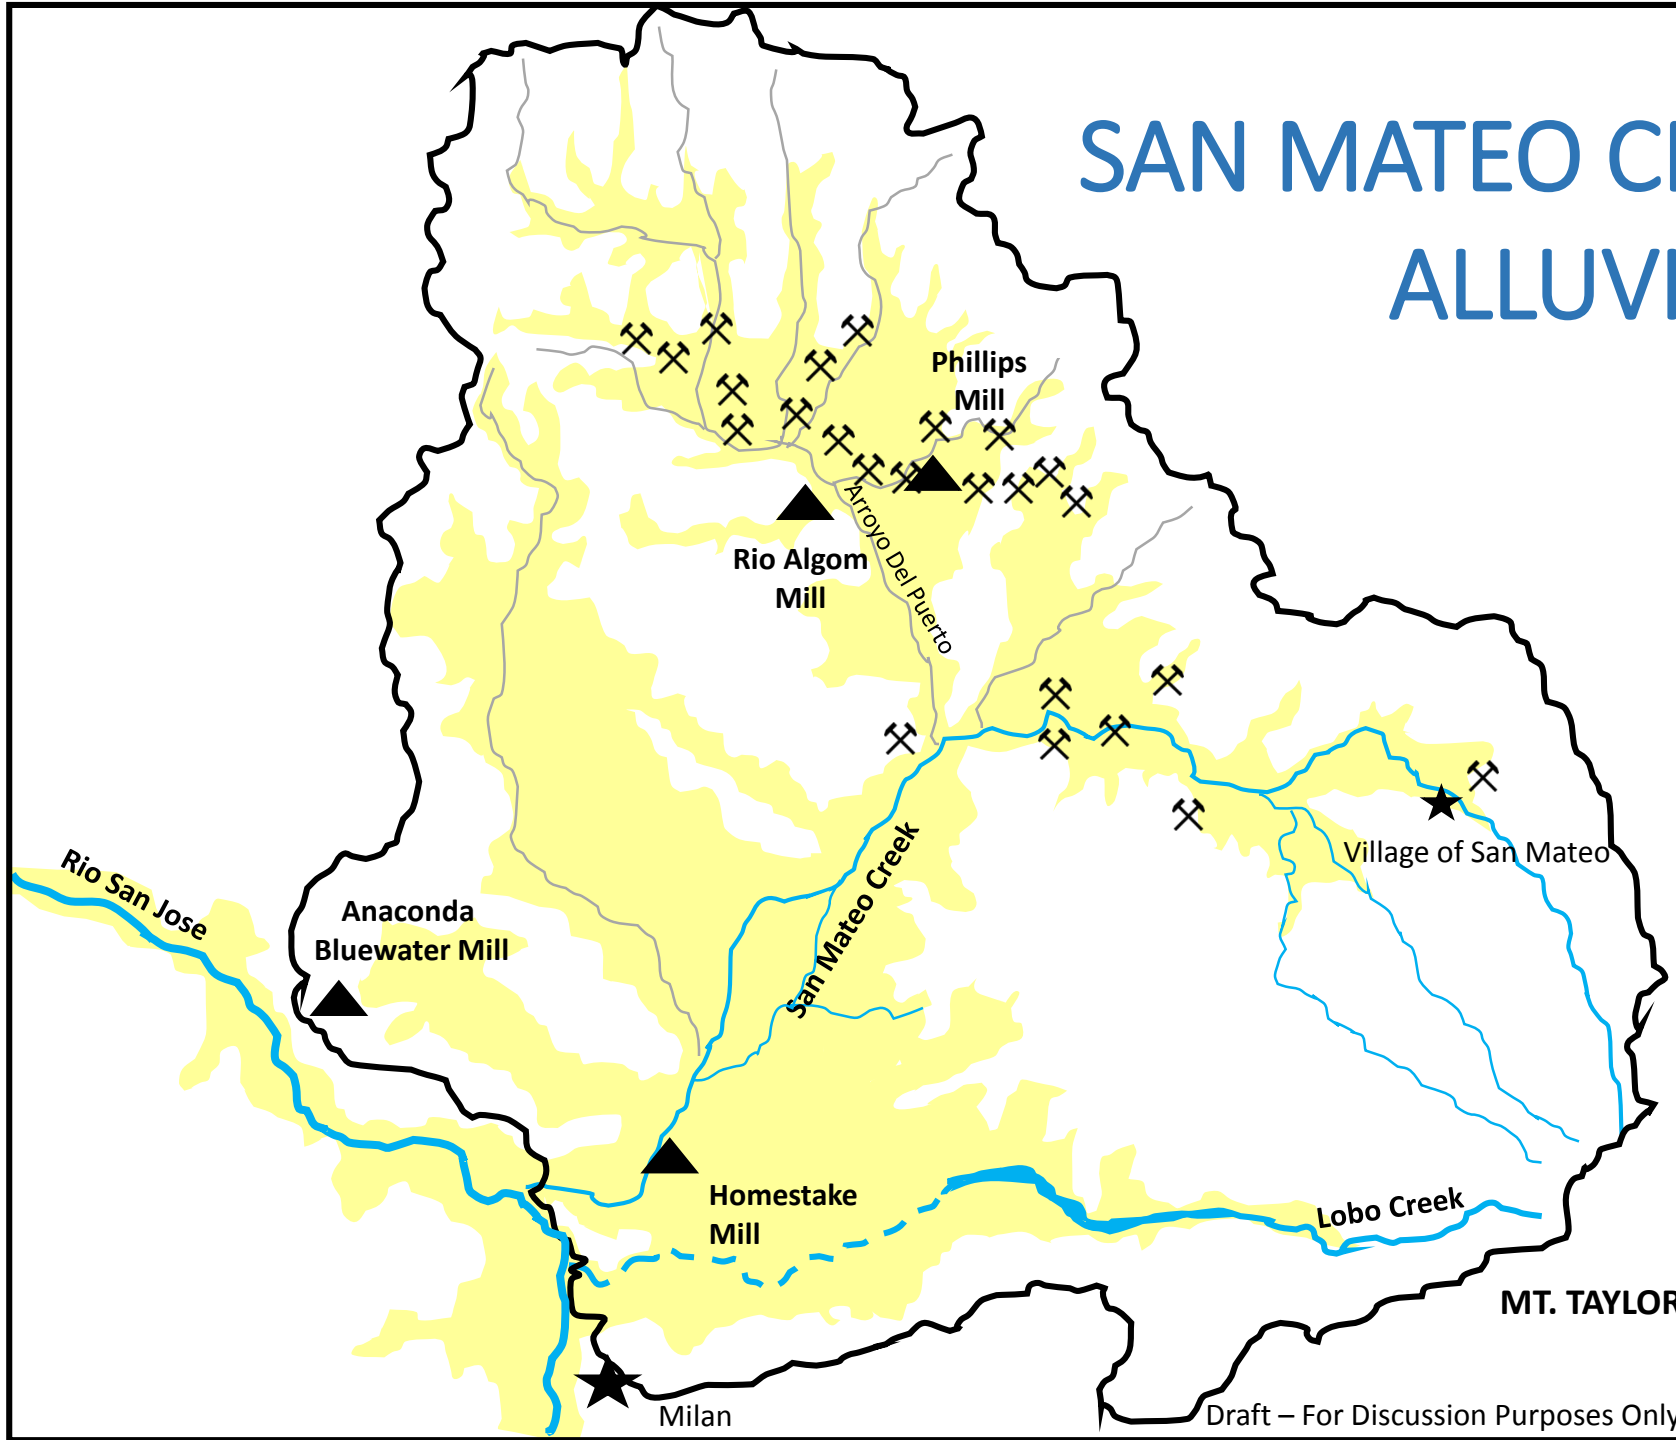 SAN MATEO
ALLUVI
Phillips
Mill
Arroyo Del Puerto
Rio Algom
Mill
Village of San Mateo
San Mateo Creek
Rio San Jose
Anaconda
Bluewater Mill
Homestake
Mill
Lobo Creek
MT. TAYLOR
Milan
Draft – For Discussion Purposes Only